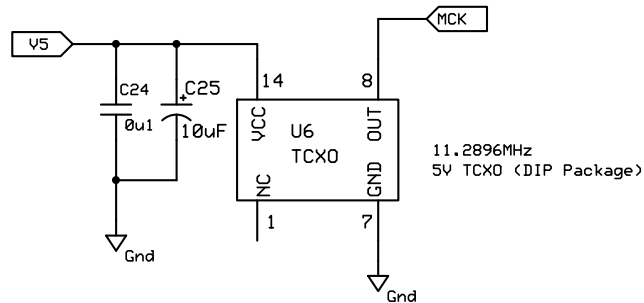 MCK
V5
C24
0u1
C25
+
10uF
14
8
VCC
OUT
U6
TCXO
NC
GND
1
7
11.2896MHz
5V TCXO (DIP Package)
Gnd
Gnd